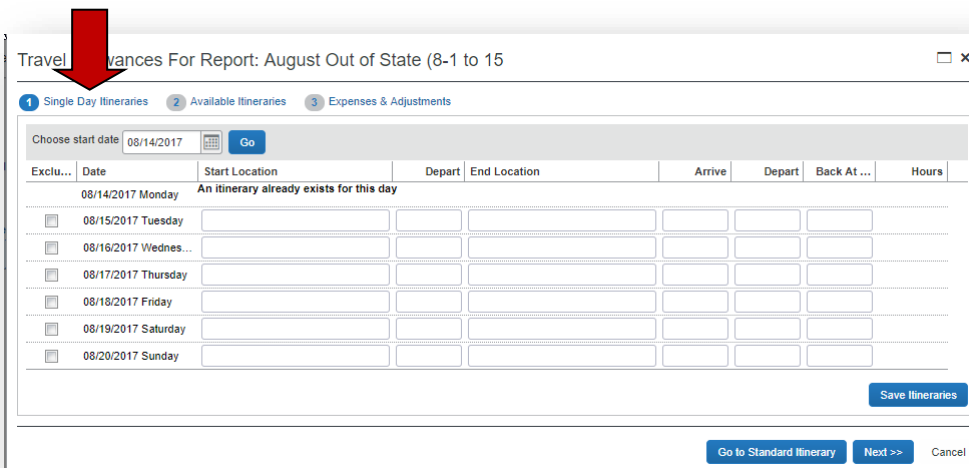 Travel wances For Report: August Out of State (8-1 to 15
1 Single Day Itineraries 2 Available Itineraries 3 Expenses & Adjustments
Choose start date 08/14/2017 Go
Exclu... Date Start Location Depart End Location Arrive Depart Back At ... Hours
08/14/2017 Monday An itinerary already exists for this day
08/15/2017 Tuesday
08/16/2017 Wednes...
08/17/2017 Thursday
08/18/2017 Friday
08/19/2017 Saturday
08/20/2017 Sunday
Save Itineraries
Go to Standard Itinerary Next >> Cancel